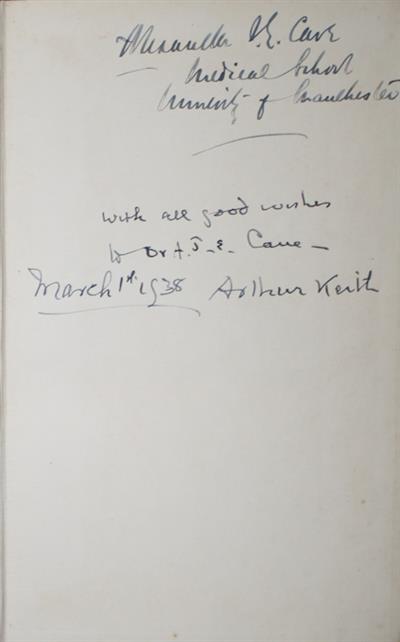 Alexander J. E. Cave
Medical School
University of Manchester
with all good wishes
to Dr A. J. E. Cave –
March 1st 1938 Arthur Keith